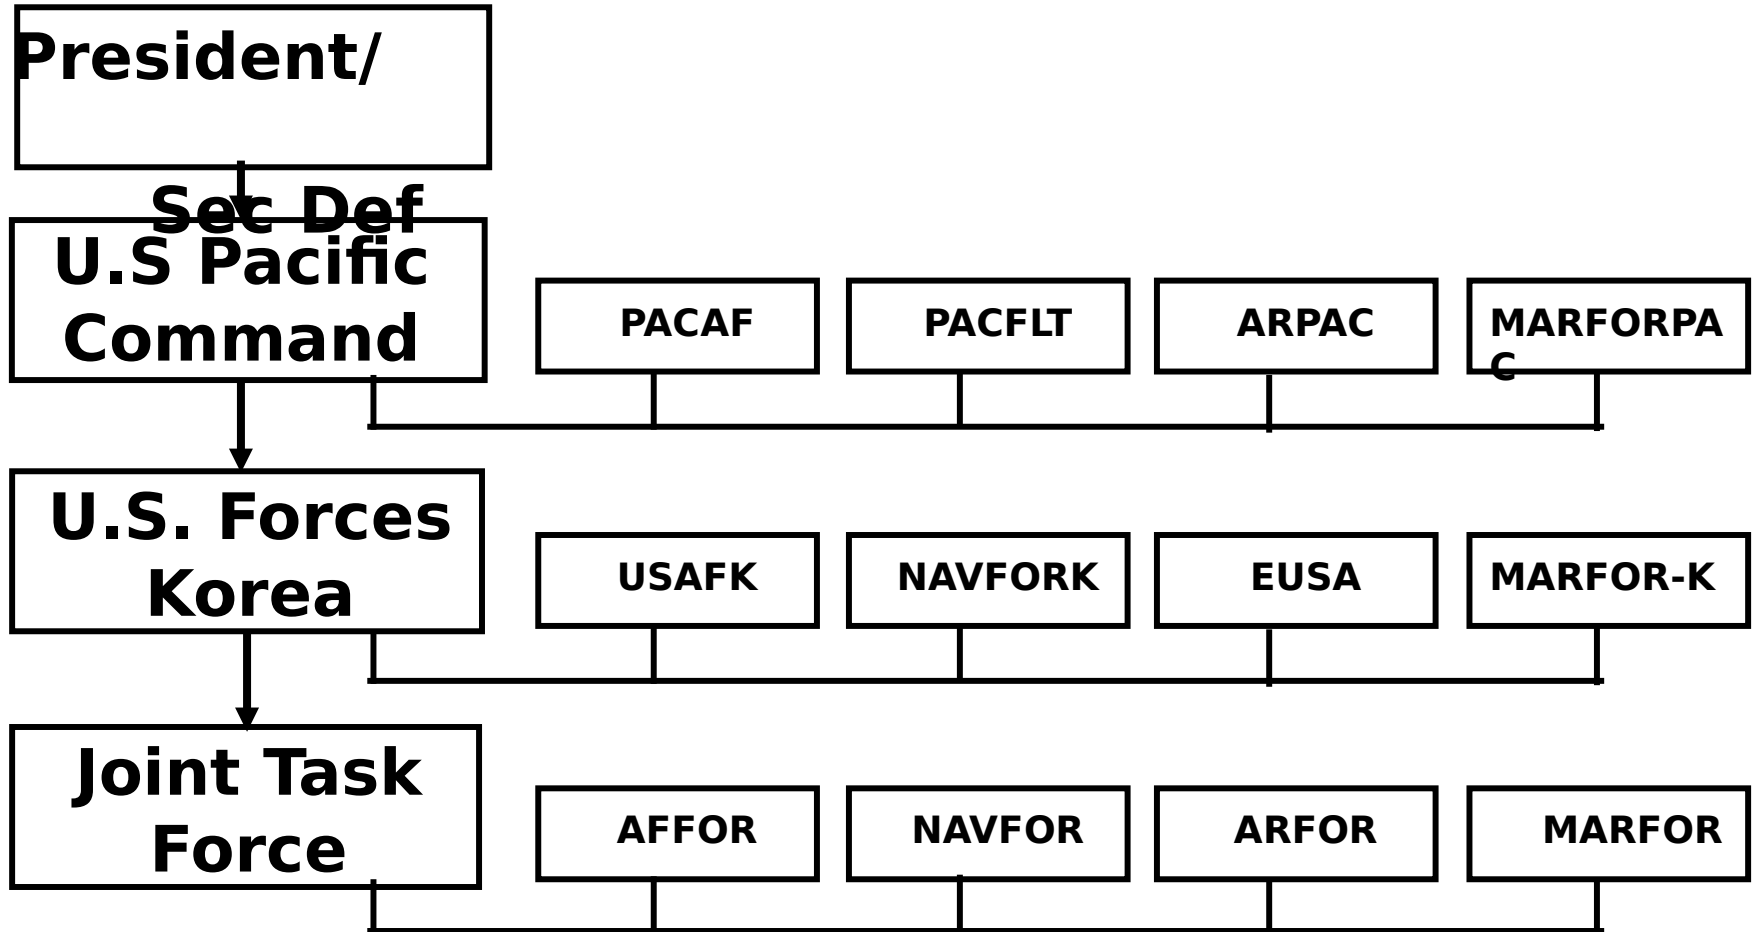 President/
Sec Def
U.S Pacific
Command
PACAF
PACFLT
ARPAC
MARFORPA
C
U.S. Forces
Korea
USAFK
NAVFORK
EUSA
MARFOR-K
Joint Task
Force
AFFOR
NAVFOR
ARFOR
MARFOR